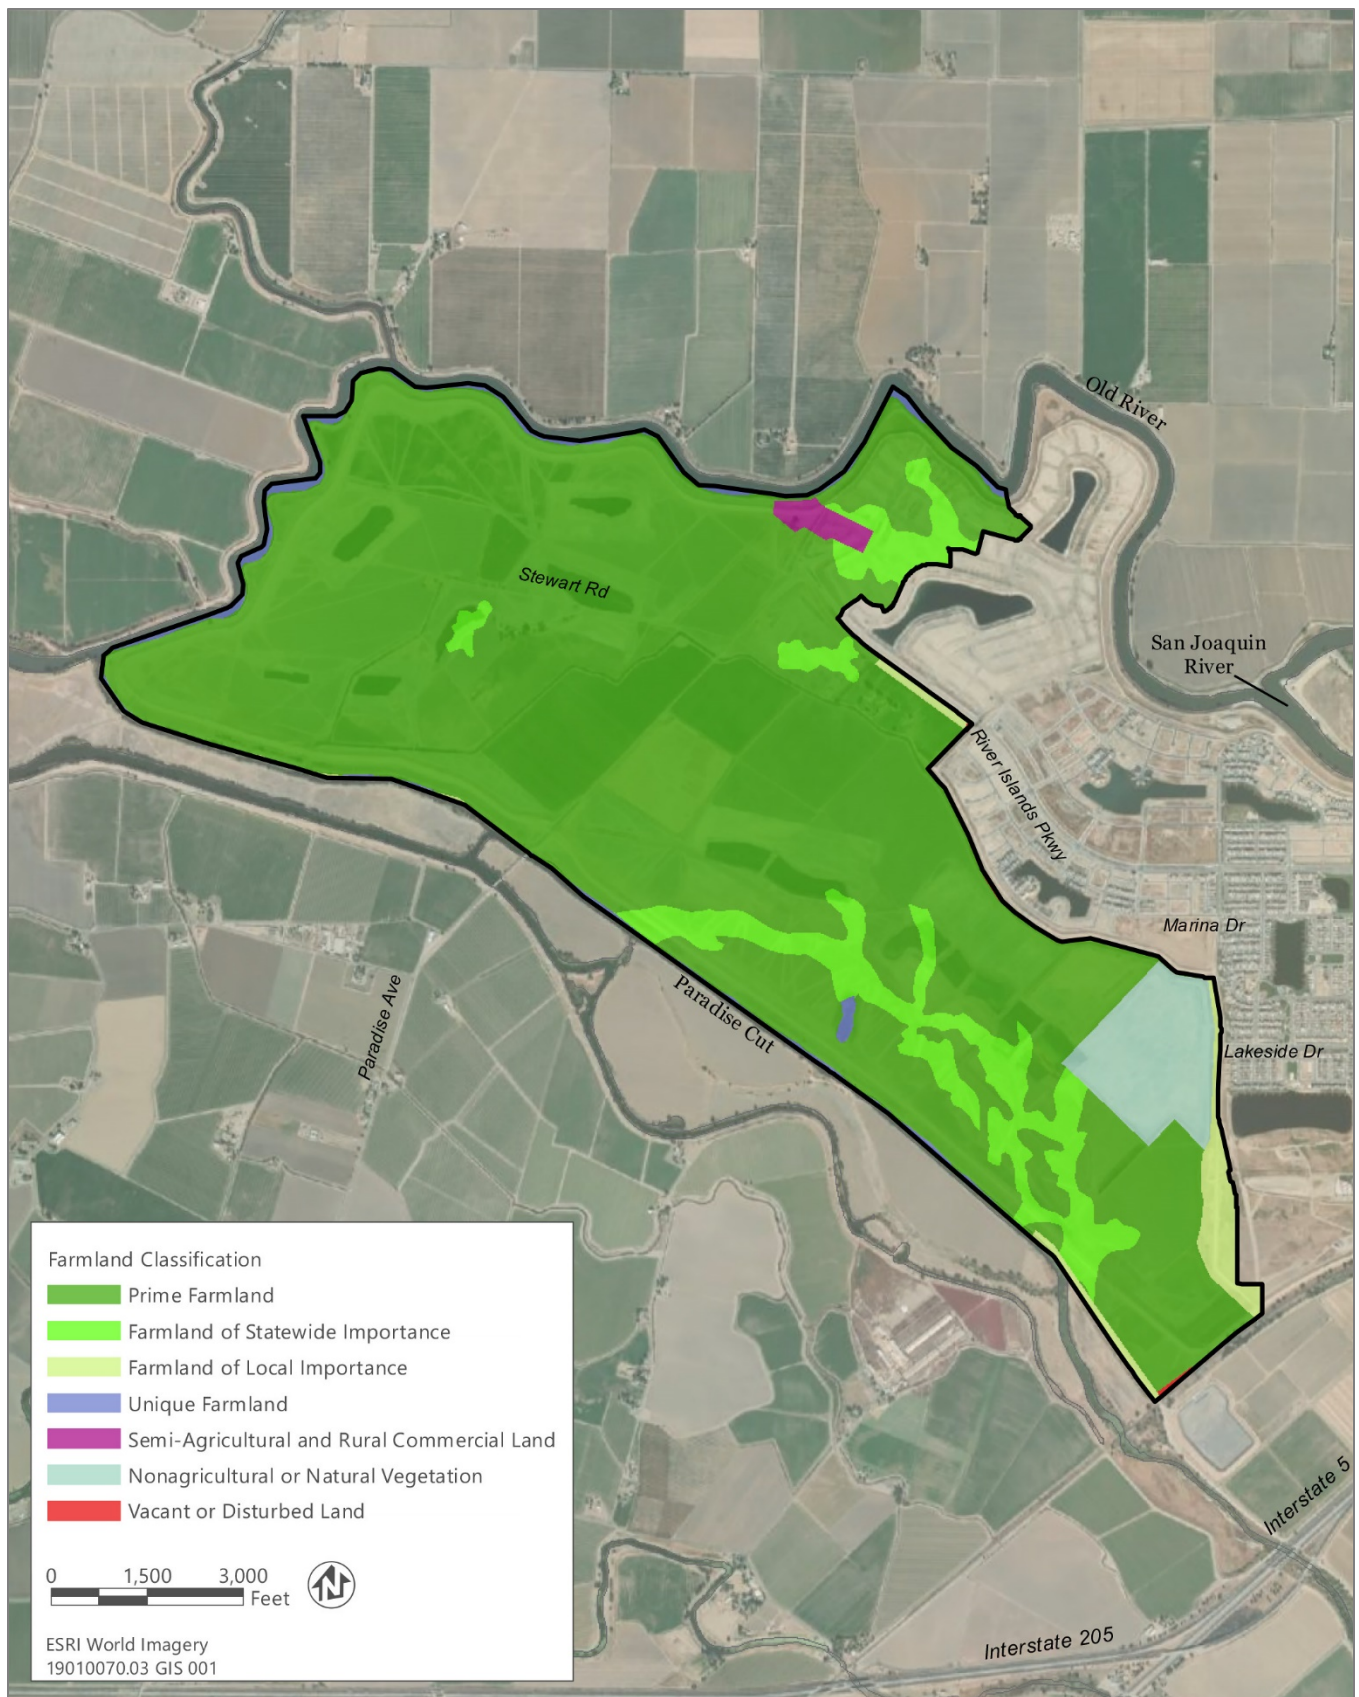 Old River
San Joaquin
River
Stewart Rd
River Islands Pkwy
Marina Dr
Lakeside Dr
Paradise Cut
Paradise Ave
Farmland Classification
Prime Farmland
Farmland of Statewide Importance
Farmland of Local Importance
Unique Farmland
Semi-Agricultural and Rural Commercial Land
Nonagricultural or Natural Vegetation
Vacant or Disturbed Land
0 1,500 3,000
Feet
N
ESRI World Imagery
19010070.03 GIS 001
Interstate 5
Interstate 205